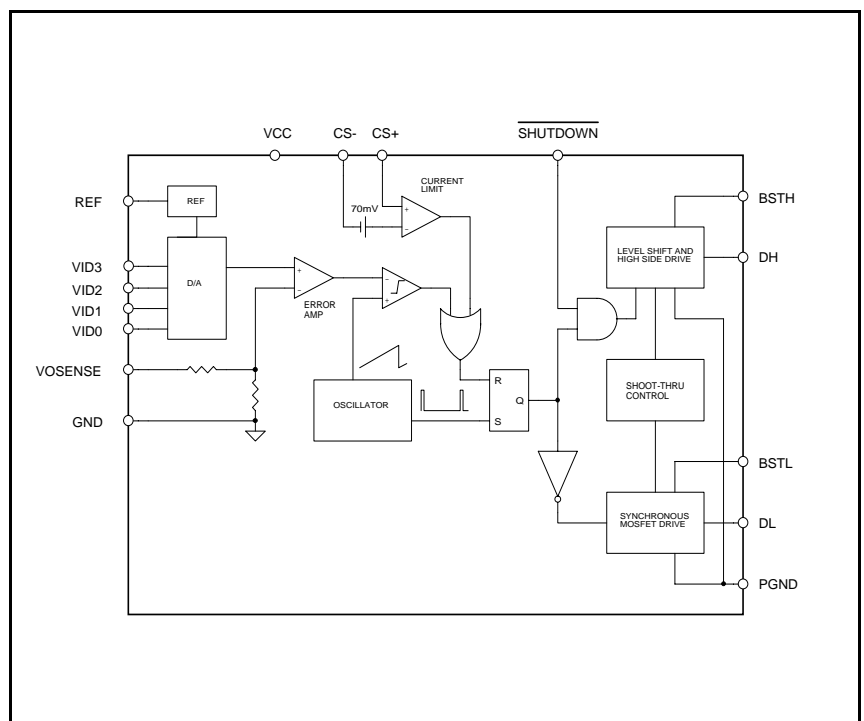 VCC
CS-
CS+
SHUTDOWN
CURRENT
LIMIT
REF
REF
70mV
+
−
BSTH
LEVEL SHIFT AND
HIGH SIDE DRIVE
DH
VID3
D/A
VID2
VID1
VID0
+
−
ERROR
AMP
−
+
VOSENSE
GND
OSCILLATOR
R
Q
S
SHOOT-THRU
CONTROL
BSTL
SYNCHRONOUS
MOSFET DRIVE
DL
PGND